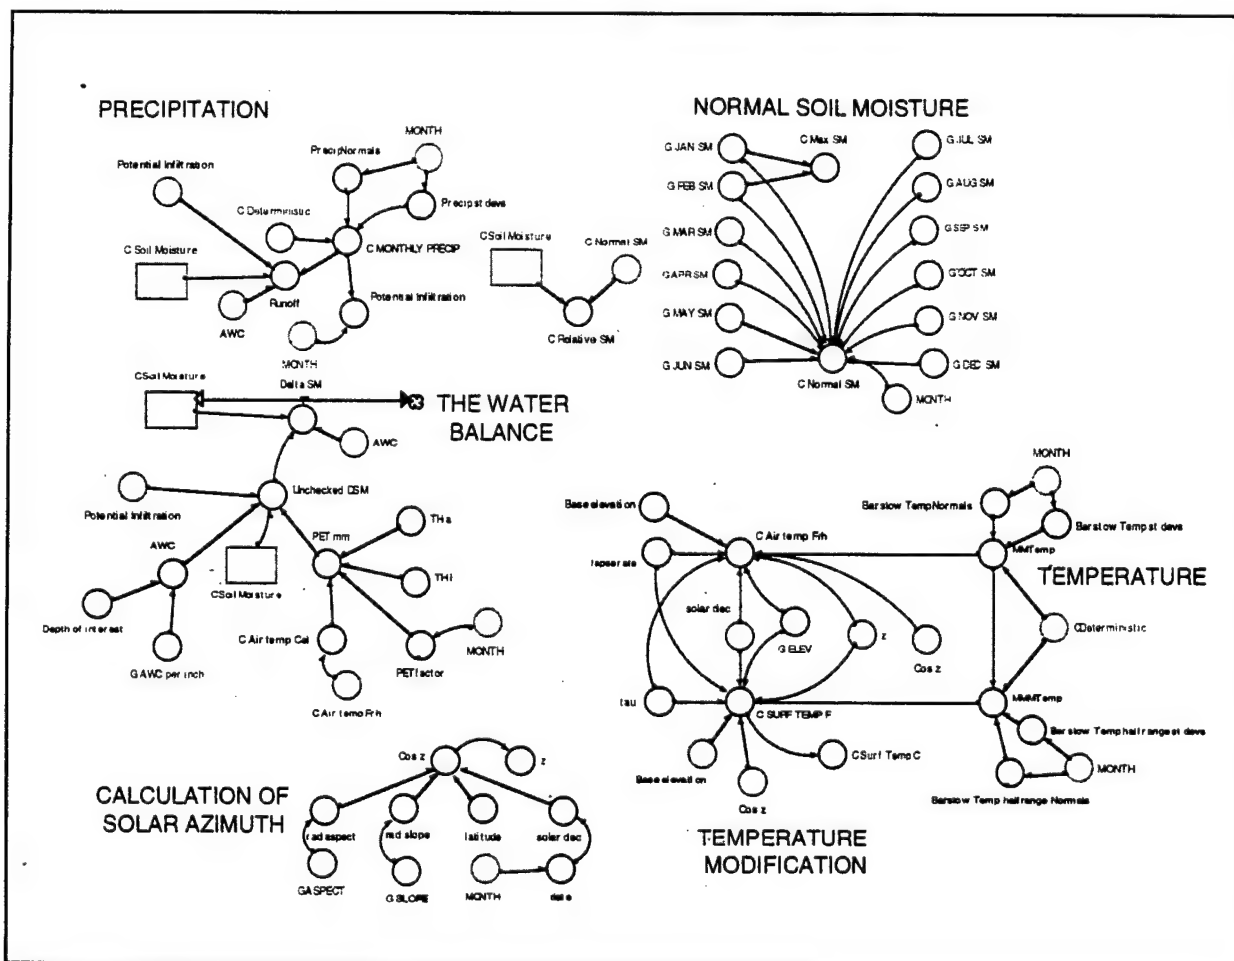 PRECIPITATION
MONTH
PrecipNormals
Potential Infiltration
Precip st devs
C Deterministic
C Soil Moisture
C MONTHLY PRECIP
Runoff
AWC
Potential Infiltration
MONTH
CSoil Moisture
C Normal SM
C Relative SM
NORMAL SOIL MOISTURE
G JAN SM
C Max SM
G JUL SM
G FEB SM
G AUG SM
G MAR SM
G SEP SM
G APR SM
G OCT SM
G MAY SM
G NOV SM
G JUN SM
G DEC SM
C Normal SM
MONTH
CSoil Moisture
Delta SM
THE WATER
BALANCE
AWC
Unchecked DSM
Potential Infiltration
AWC
PET mm
THa
THI
CSoil Moisture
Depth of interest
G AWC per inch
C Air temp Cel
PETfactor
MONTH
C Air temp Frh
MONTH
Base elevation
Barstow TempNormals
Barstow Temp st devs
C Air temp Frh
MMTemp
TEMPERATURE
lapse rate
solar dec
G ELEV
z
Cos z
CDeterministic
tau
C SURF TEMP F
MMMTemp
Barstow Temp half range st devs
CSurf Temp C
Base elevation
Cos z
MONTH
Barstow Temp half range Normals
TEMPERATURE
MODIFICATION
Cos z
z
CALCULATION OF
SOLAR AZIMUTH
rad aspect
rad slope
latitude
solar dec
GASPECT
G SLOPE
MONTH
date